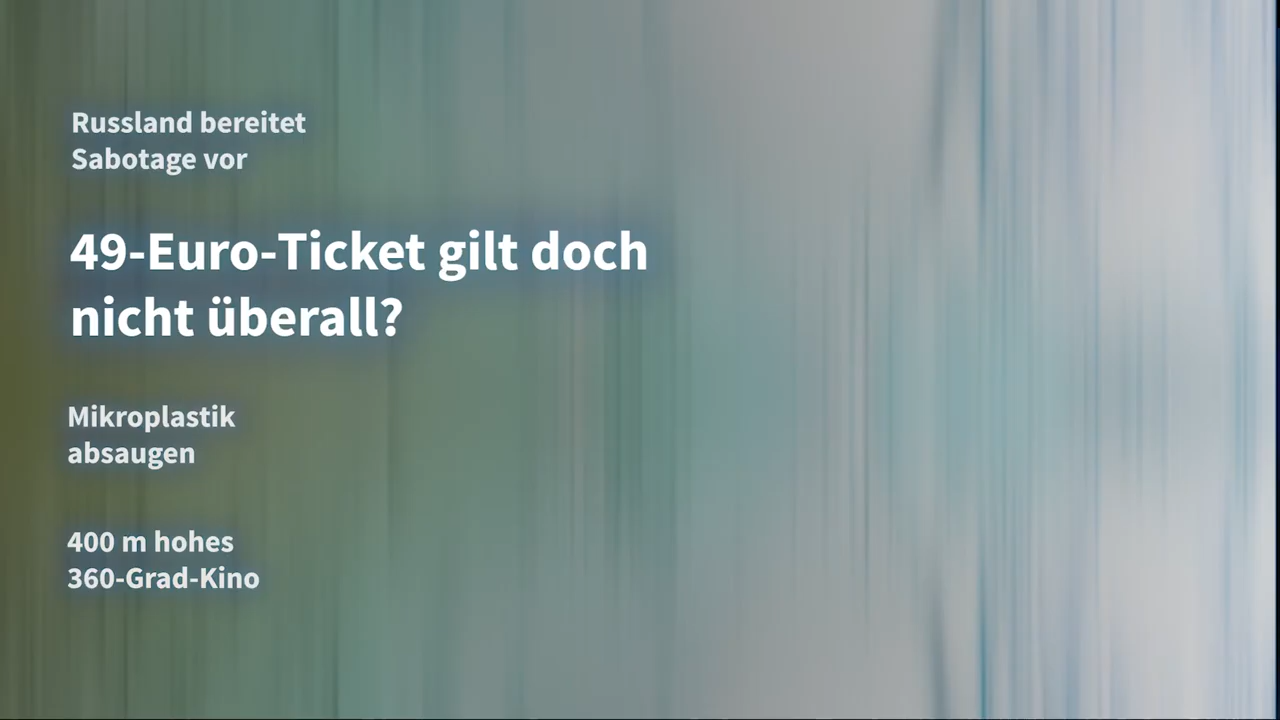 Russland bereitet
Sabotage vor
49-Euro-Ticket gilt doch
nicht überall?
Mikroplastik
absaugen
400 m hohes
360-Grad-Kino